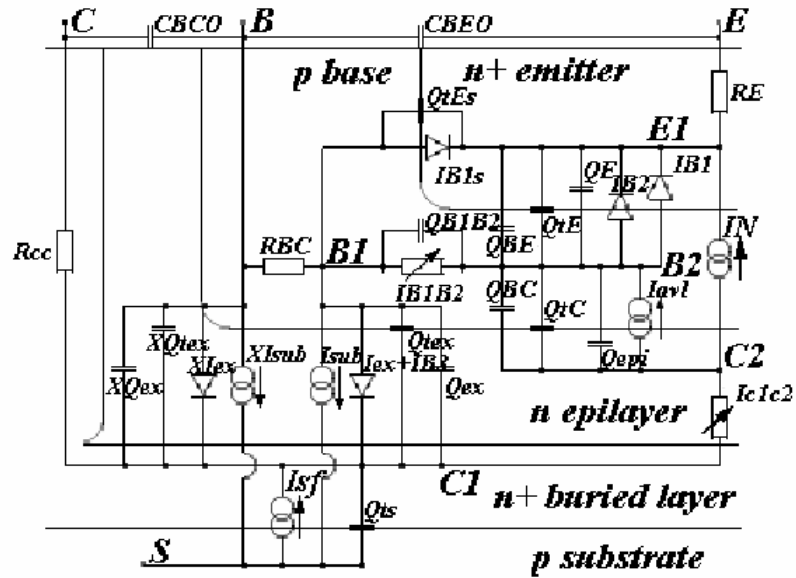 C CBCO B CBEO E
p base n+ emitter
QtEs RE
E1
IB1s QE IB2 IB1
QB1B2 QtE IN
Rcc RBC B1 QBE B2
IB1B2 QBC Iavl
XQtex Qtex QtC
XQex XIex XIsub Isub Iex+IB3 Qex Qepi C2
n epilayer Ic1c2
Isf C1 n+ buried layer
Qts
S p substrate